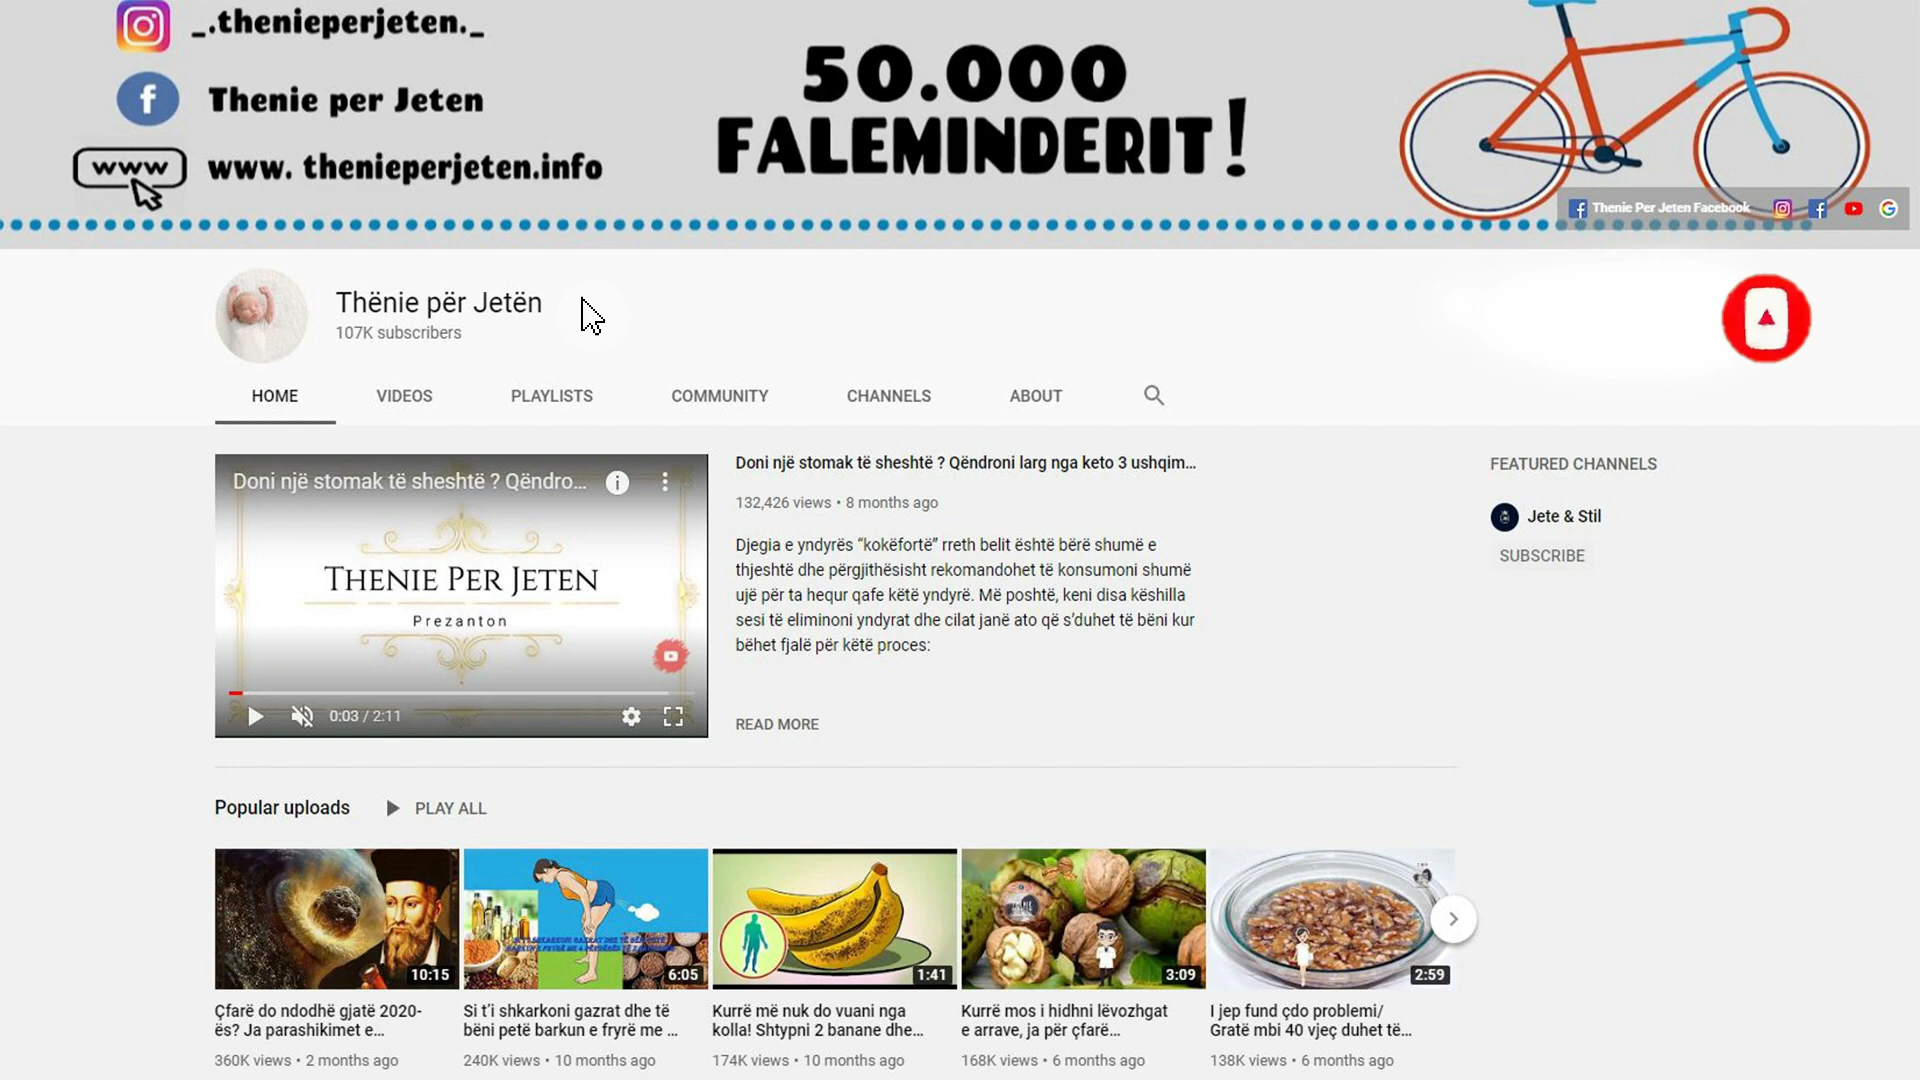 _.thenieperjeten._
Thenie per Jeten
www
www. thenieperjeten.info
50.000
FALEMINDERIT!
Thenie Per Jeten Facebook
Thënie për Jetën
107K subscribers
HOME
VIDEOS
PLAYLISTS
COMMUNITY
CHANNELS
ABOUT
Doni një stomak të sheshtë ? Qëndro...
THENIE PER JETEN
Prezanton
0:03 / 2:11
Doni një stomak të sheshtë ? Qëndroni larg nga keto 3 ushqim...
132,426 views • 8 months ago
Djegia e yndyrës “kokëfortë” rreth belit është bërë shumë e
thjeshtë dhe përgjithësisht rekomandohet të konsumoni shumë
ujë për ta hequr qafe këtë yndyrë. Më poshtë, keni disa këshilla
sesi të eliminoni yndyrat dhe cilat janë ato që s’duhet të bëni kur
bëhet fjalë për këtë proces:
READ MORE
FEATURED CHANNELS
Jete & Stil
SUBSCRIBE
Popular uploads
PLAY ALL
10:15
Çfarë do ndodhë gjatë 2020-
ës? Ja parashikimet e...
360K views • 2 months ago
6:05
Si t’i shkarkoni gazrat dhe të
bëni petë barkun e fryrë me ...
240K views • 10 months ago
1:41
Kurrë më nuk do vuani nga
kolla! Shtypni 2 banane dhe...
174K views • 10 months ago
3:09
Kurrë mos i hidhni lëvozhgat
e arrave, ja për çfarë...
168K views • 6 months ago
2:59
I jep fund çdo problemi/
Gratë mbi 40 vjeç duhet të...
138K views • 6 months ago